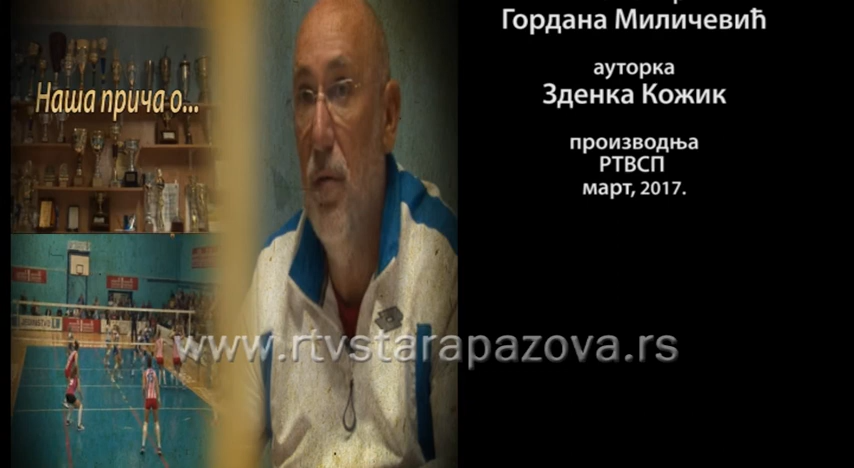 Гордана Миличевић
ауторка
Зденка Кожик
производња
РТВСП
март, 2017.
Наша прича о...
www.rtvstarapazova.rs